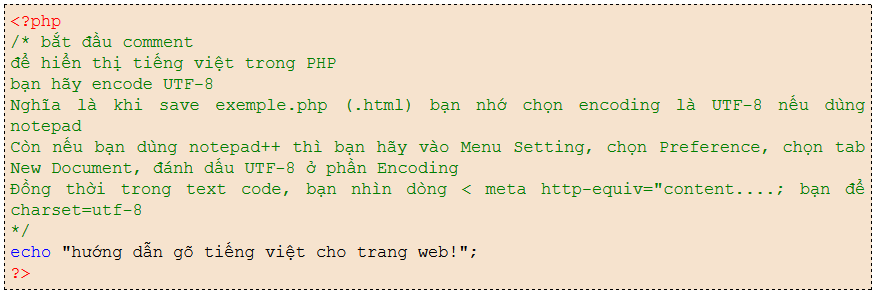 <?php
/* bắt đầu comment
để hiển thị tiếng việt trong PHP
bạn hãy encode UTF-8
Nghĩa là khi save exemple.php (.html) bạn nhớ chọn encoding là UTF-8 nếu dùng
notepad
Còn nếu bạn dùng notepad++ thì bạn hãy vào Menu Setting, chọn Preference, chọn tab
New Document, đánh dấu UTF-8 ở phần Encoding
Đồng thời trong text code, bạn nhìn dòng < meta http-equiv="content....; bạn để
charset=utf-8
*/
echo "hướng dẫn gõ tiếng việt cho trang web!";
?>